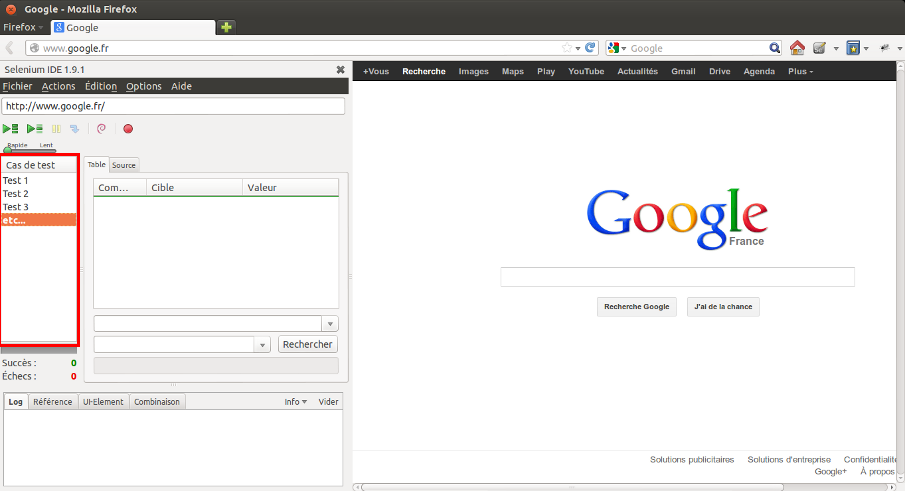 Google - Mozilla Firefox
Firefox
Google
www.google.fr
Google
Selenium IDE 1.9.1
Fichier Actions Édition Options Aide
http://www.google.fr/
Rapide Lent
Cas de test
Test 1
Test 2
Test 3
etc...
Table Source
Com... Cible Valeur
Rechercher
Succès : 0
Échecs : 0
Log Référence UI-Element Combinaison Info Vider
+Vous Recherche Images Maps Play YouTube Actualités Gmail Drive Agenda Plus
Google
France
Recherche Google J'ai de la chance
Solutions publicitaires Solutions d'entreprise Confidentialité
Google+ À propos